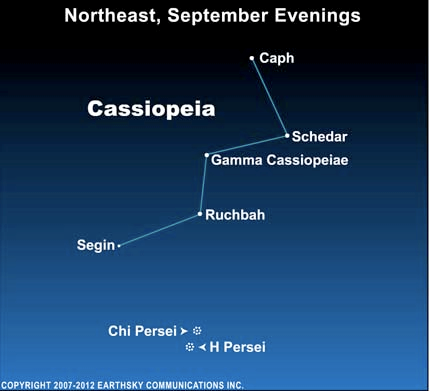 Northeast, September Evenings
Caph
Cassiopeia
Schedar
Gamma Cassiopeiae
Ruchbah
Segin
Chi Persei
H Persei
COPYRIGHT 2007-2012 EARTHSKY COMMUNICATIONS INC.